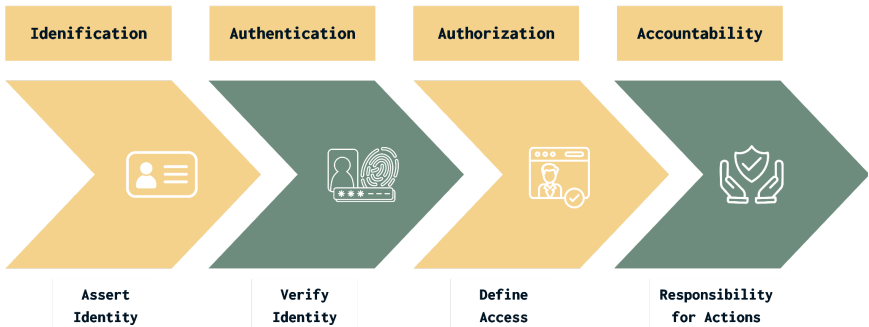 Idenification
Authentication
Authorization
Accountability
Assert
Identity
Verify
Identity
Define
Access
Responsibility
for Actions